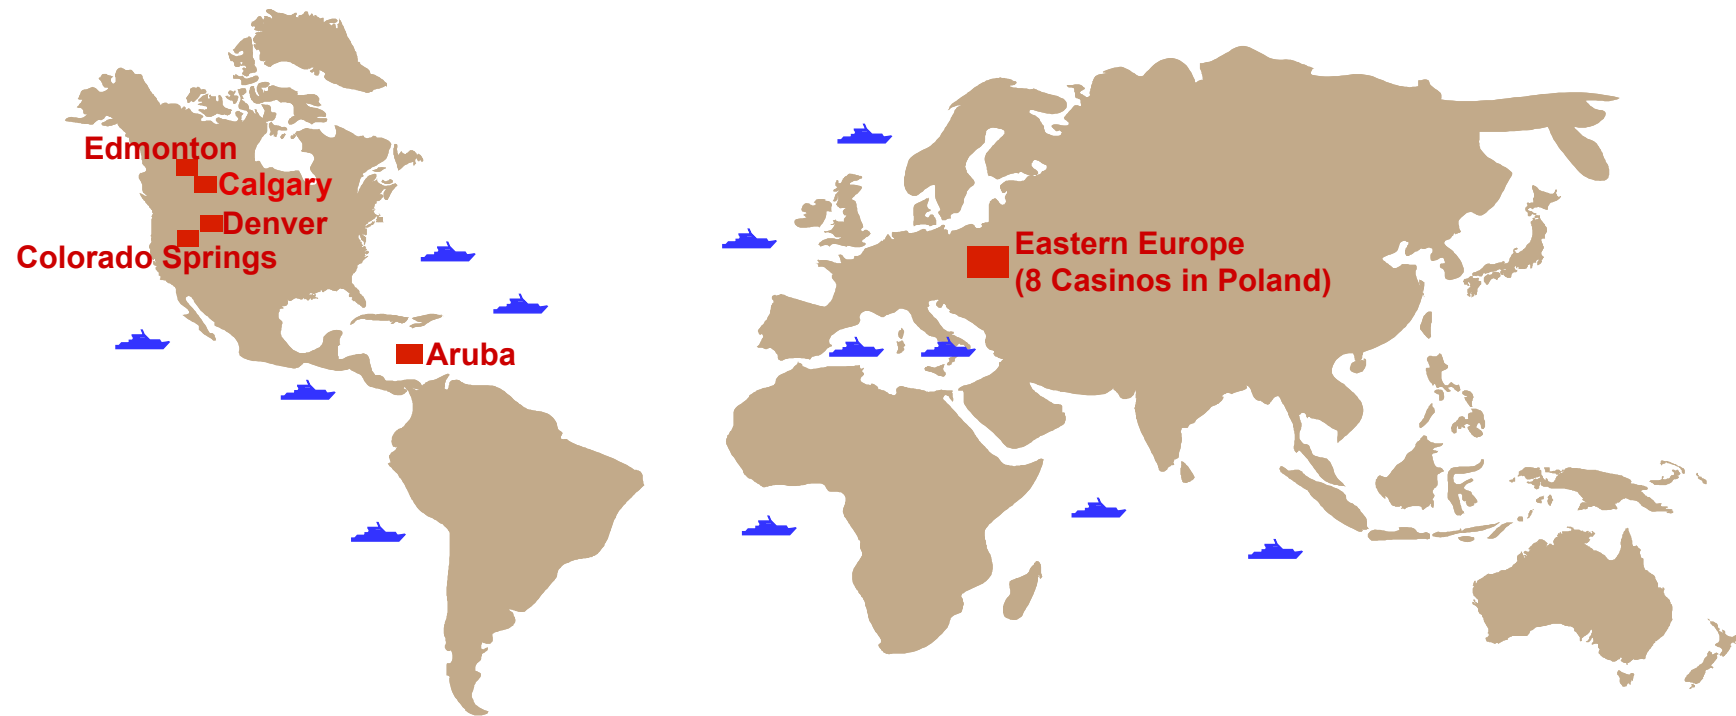 Edmonton
Calgary
Denver
Colorado Springs
Aruba
Eastern Europe
(8 Casinos in Poland)